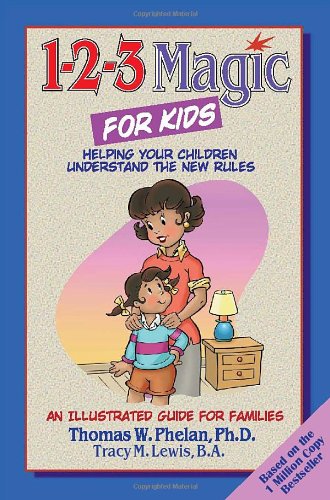 1-2-3 Magic
FOR KIDS
HELPING YOUR CHILDREN
UNDERSTAND THE NEW RULES
AN ILLUSTRATED GUIDE FOR FAMILIES
Thomas W. Phelan, Ph.D.
Tracy M. Lewis, B.A.
Based on the
1 Million Copy
Bestseller